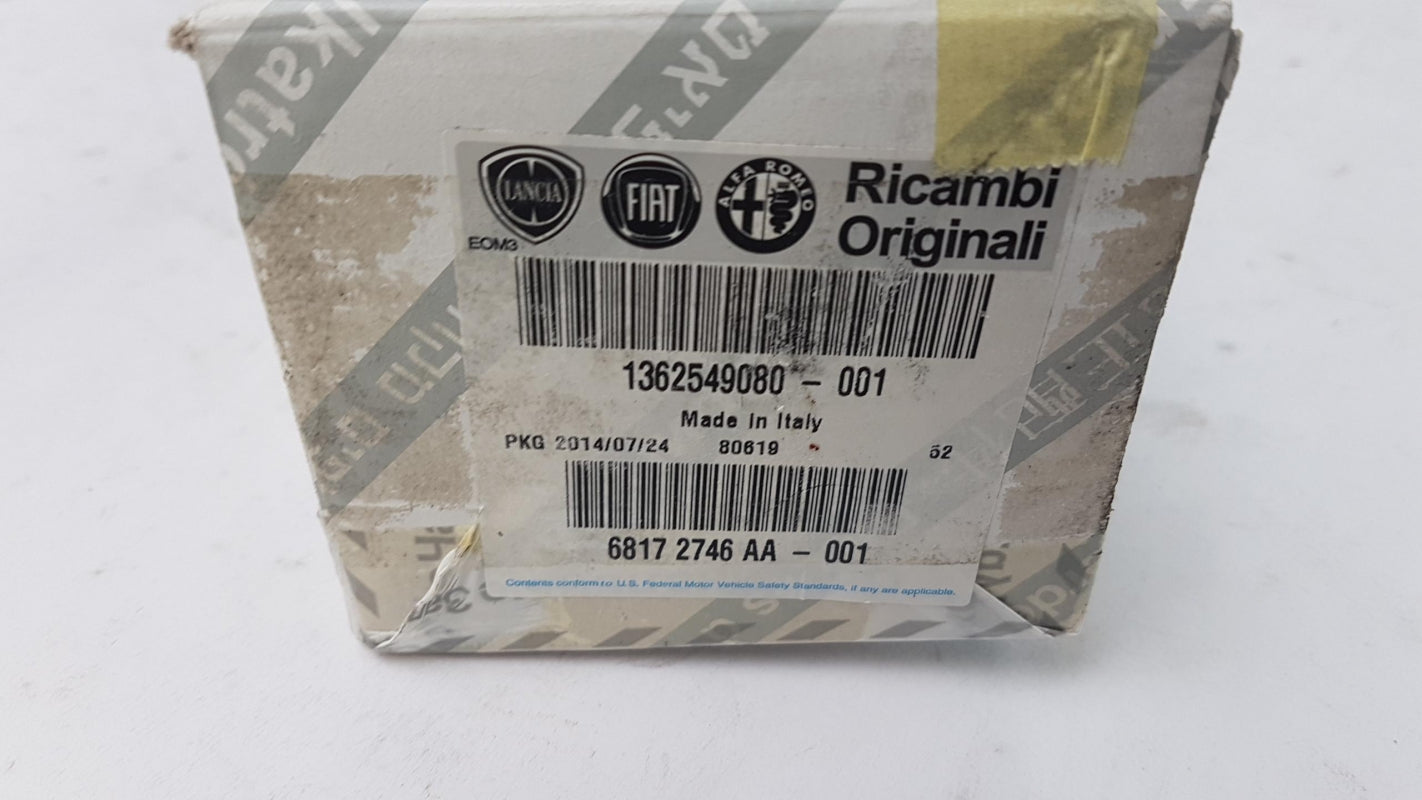 LANCIA
FIAT
ALFA ROMEO
Ricambi
Originali
EOM3
1362549080 - 001
Made in Italy
PKG 2014/07/24 80619 62
6817 2746 AA - 001
Contents conform to U.S. Federal Motor Vehicle Safety Standards, if any are applicable.